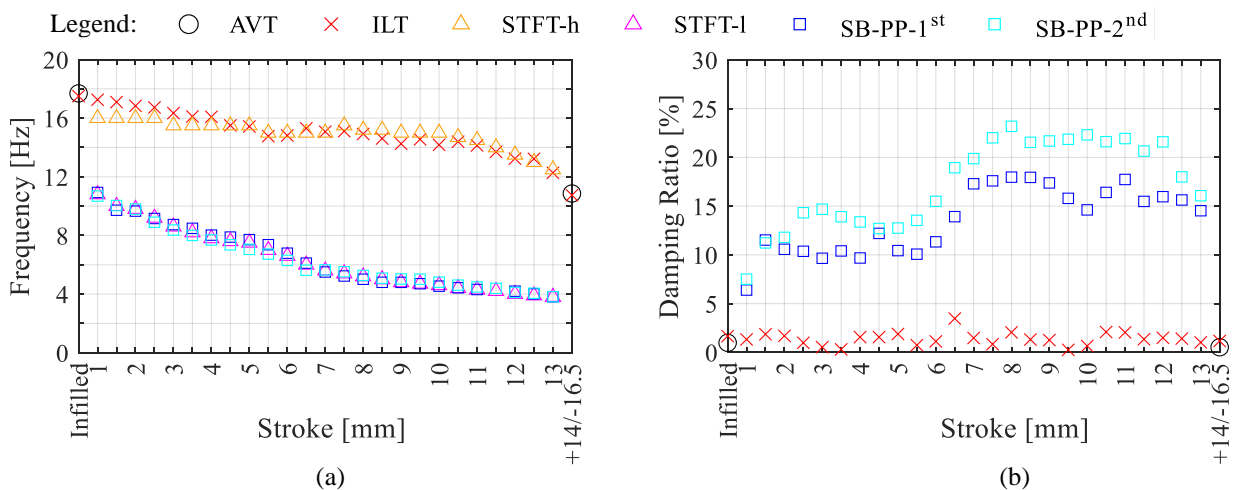 Legend: AVT ILT STFT-h STFT-l SB-PP-1st SB-PP-2nd
Frequency [Hz]
20
16
12
8
4
0
Infilled 1 2 3 4 5 6 7 8 9 10 11 12 13 +14/-16.5
Stroke [mm]
(a)
Damping Ratio [%]
30
25
20
15
10
5
0
Infilled 1 2 3 4 5 6 7 8 9 10 11 12 13 +14/-16.5
Stroke [mm]
(b)